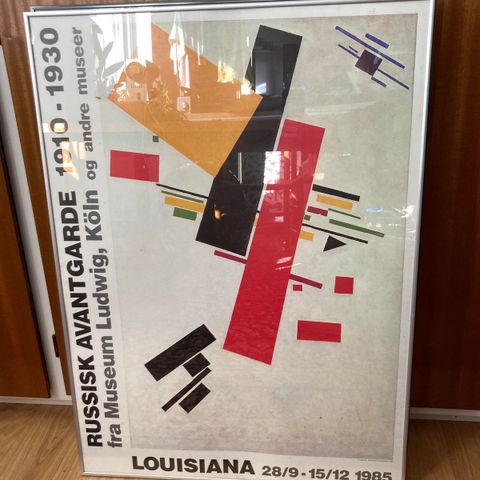 RUSSISK AVANTGARDE 1910 - 1930
fra Museum Ludwig, Köln og andre museer
LOUISIANA 28/9 - 15/12 1985